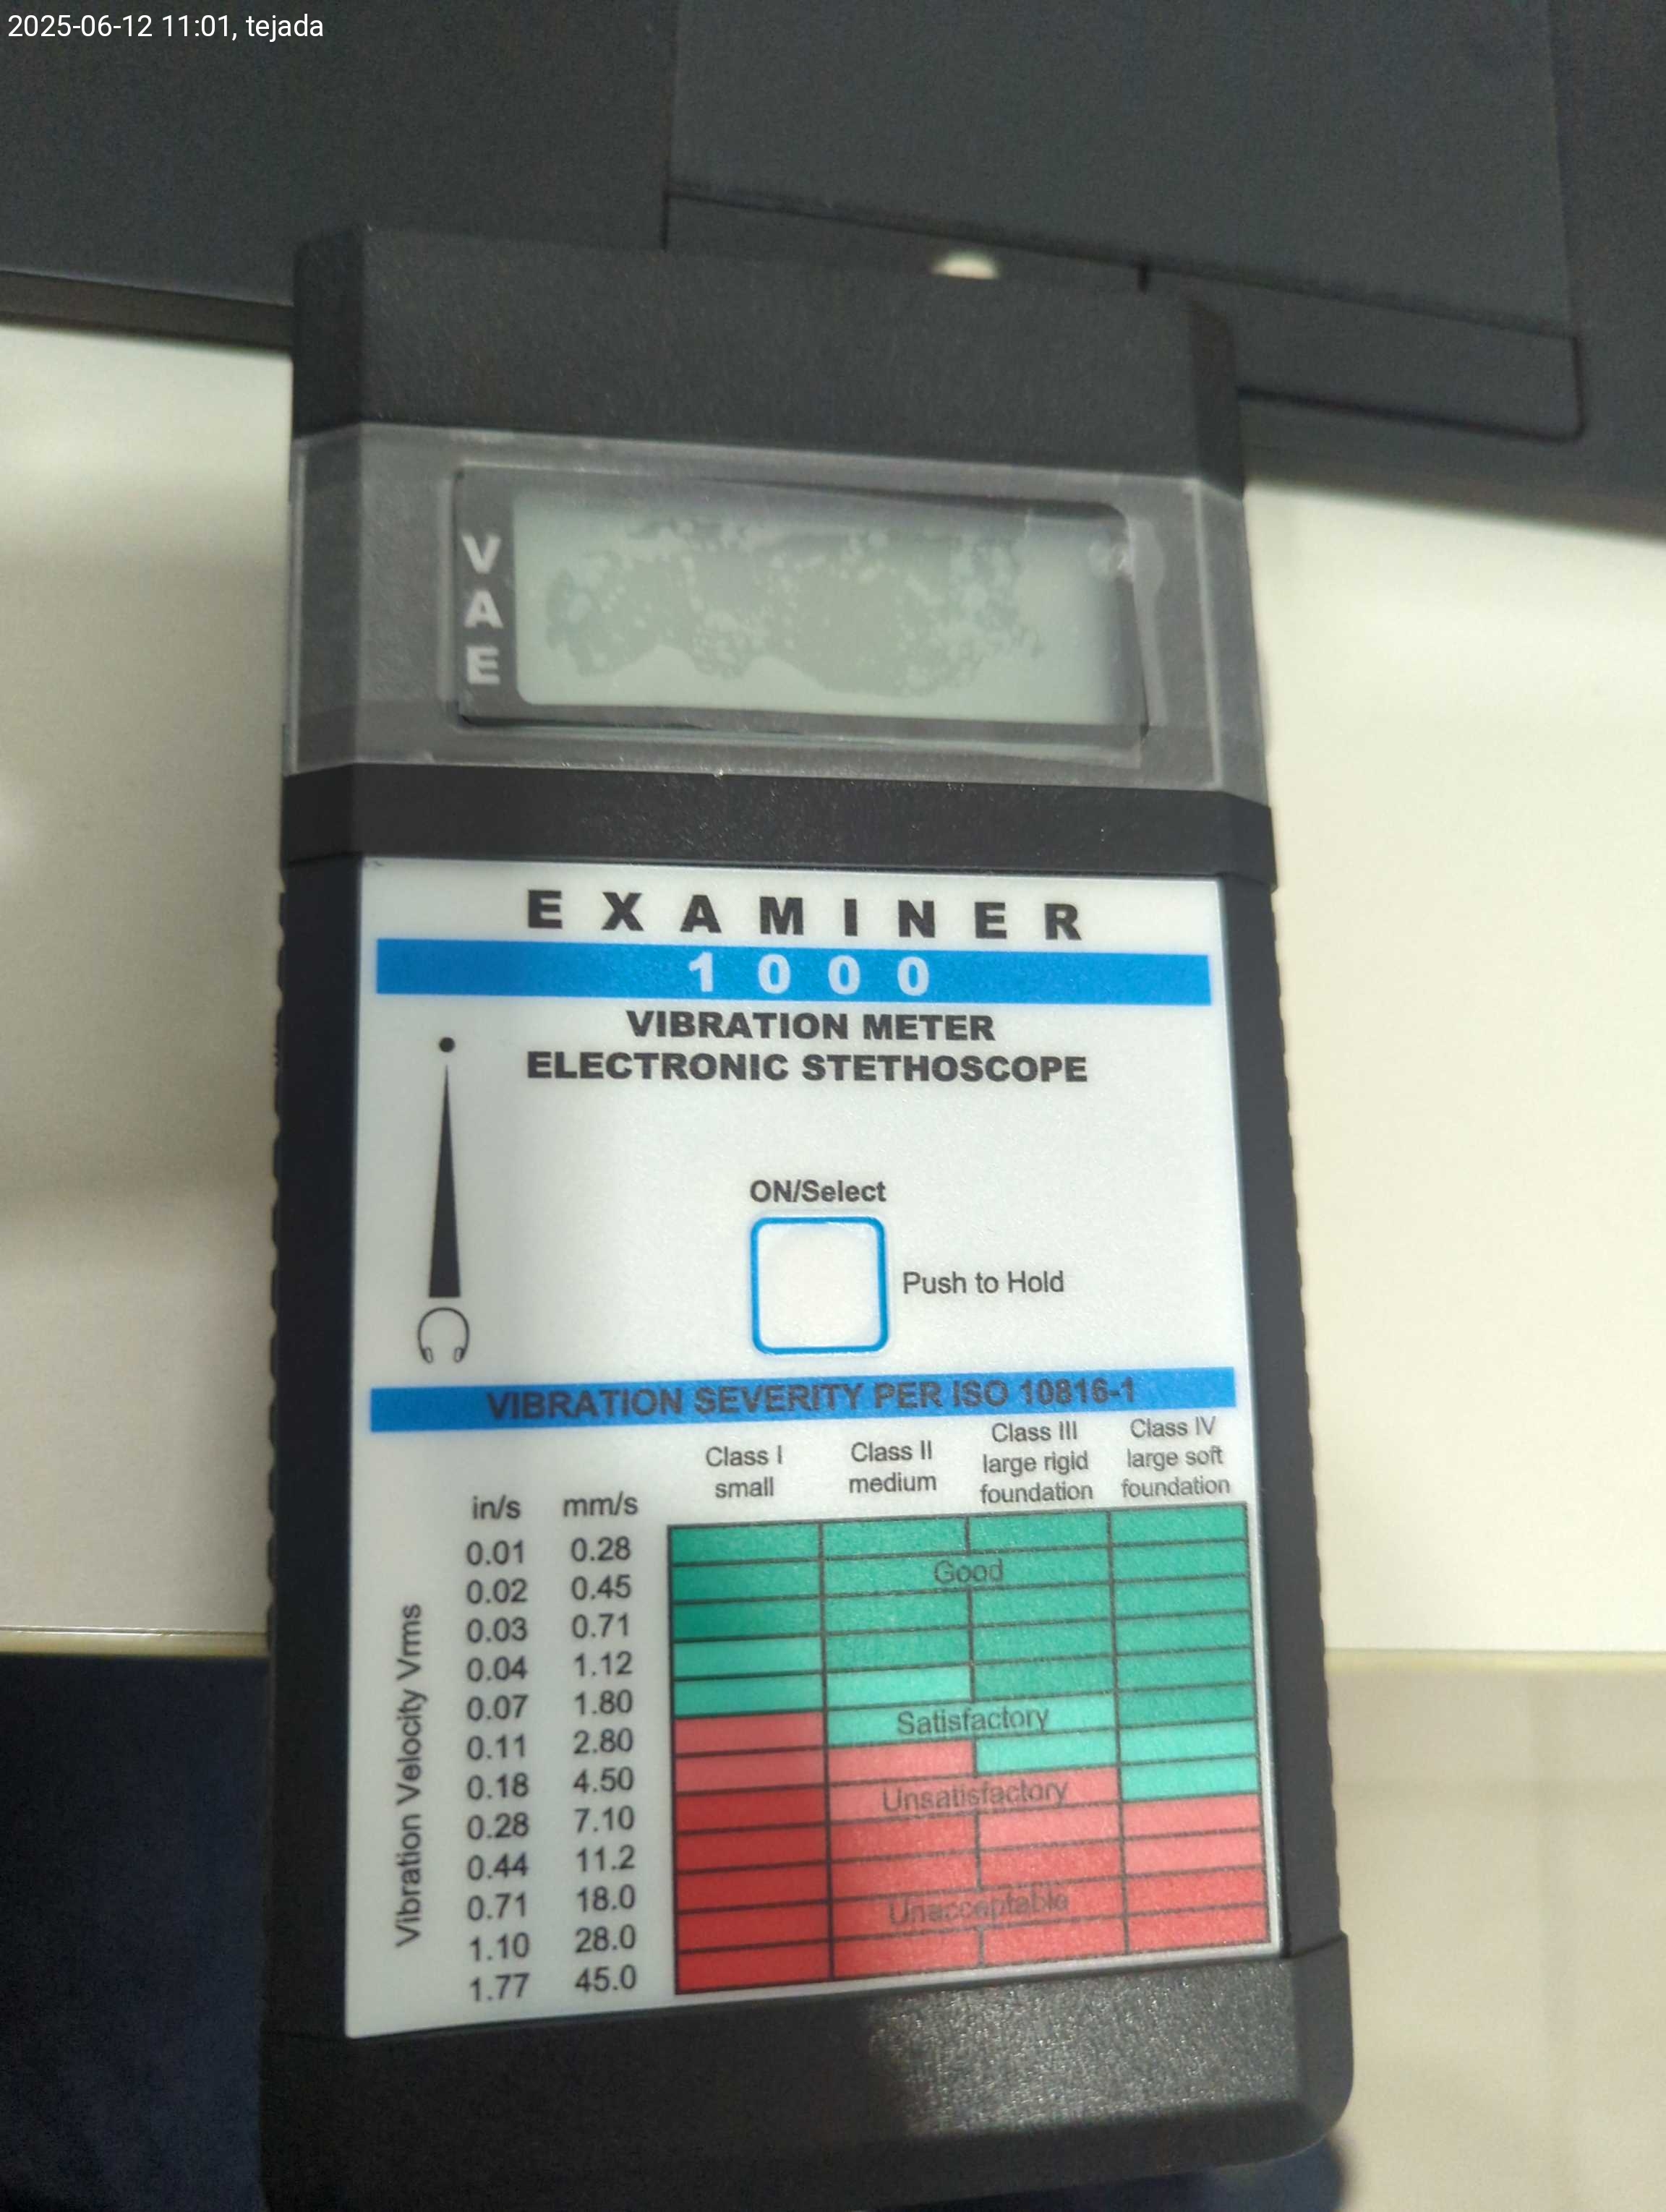 2025-06-12 11:01, tejada
V
A
E
EXAMINER
1000
VIBRATION METER
ELECTRONIC STETHOSCOPE
ON/Select
Push to Hold
VIBRATION SEVERITY PER ISO 10816-1
Class I small
Class II medium
Class III large rigid foundation
Class IV large soft foundation
in/s mm/s
Vibration Velocity Vrms
0.01 0.28
0.02 0.45
0.03 0.71
0.04 1.12
0.07 1.80
0.11 2.80
0.18 4.50
0.28 7.10
0.44 11.2
0.71 18.0
1.10 28.0
1.77 45.0
Good
Satisfactory
Unsatisfactory
Unacceptable